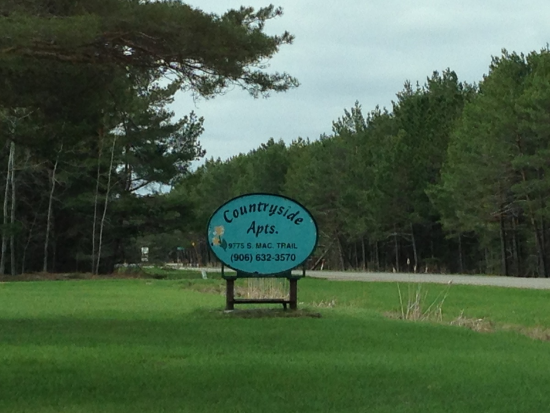 Countryside
Apts.
9775 S. MAC. TRAIL
(906) 632-3570